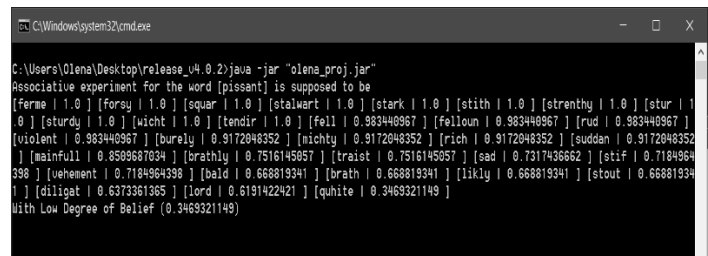 C:\Windows\system32\cmd.exe
C:\Users\Olena\Desktop\release_v4.0.2>java -jar "olena_proj.jar"
Associative experiment for the word [pissant] is supposed to be
[ferme | 1.0 ] [forsy | 1.0 ] [squar | 1.0 ] [stalwart | 1.0 ] [stark | 1.0 ] [stith | 1.0 ] [strenthy | 1.0 ] [stur | 1
.0 ] [sturdy | 1.0 ] [wicht | 1.0 ] [tendir | 1.0 ] [fell | 0.983440967 ] [felloun | 0.983440967 ] [rud | 0.983440967 ]
[violent | 0.983440967 ] [burely | 0.9172048352 ] [michty | 0.9172048352 ] [rich | 0.9172048352 ] [suddan | 0.9172048352
 ] [mainfull | 0.8509687034 ] [brathly | 0.7516145057 ] [traist | 0.7516145057 ] [sad | 0.7317436662 ] [stif | 0.7184964
398 ] [vehement | 0.7184964398 ] [bald | 0.668819341 ] [brath | 0.668819341 ] [likly | 0.668819341 ] [stout | 0.66881934
1 ] [diligat | 0.6373361365 ] [lord | 0.6191422421 ] [quhite | 0.3469321149 ]
With Low Degree of Belief (0.3469321149)